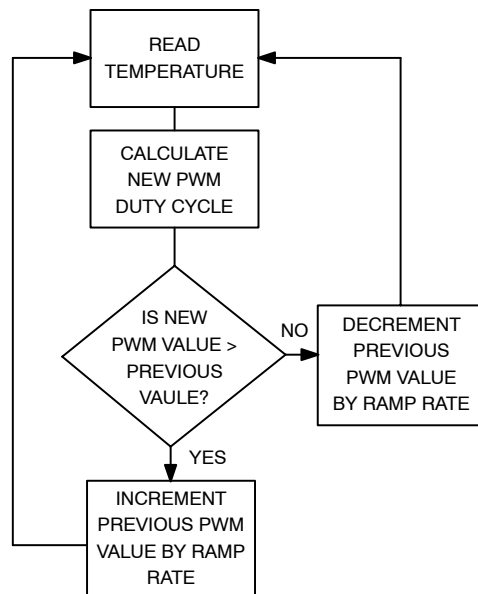 READ
TEMPERATURE
CALCULATE
NEW PWM
DUTY CYCLE
IS NEW
PWM VALUE >
PREVIOUS
VAULE?
NO
DECREMENT
PREVIOUS
PWM VALUE
BY RAMP RATE
YES
INCREMENT
PREVIOUS PWM
VALUE BY RAMP
RATE